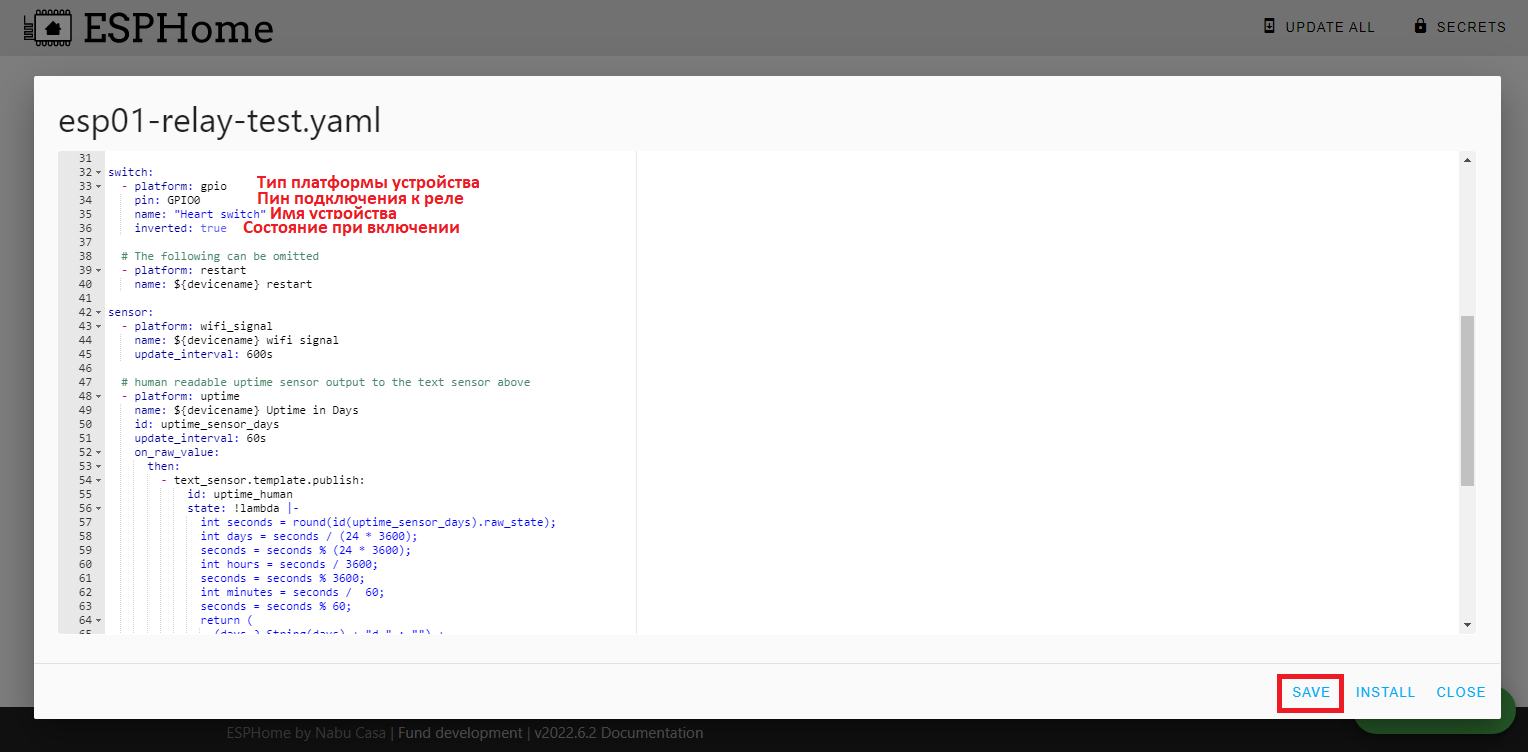 ESPHome
UPDATE ALL
SECRETS
esp01-relay-test.yaml
31
32 switch:
33 - platform: gpio Тип платформы устройства
34 pin: GPIO0 Пин подключения к реле
35 name: "Heart switch" Имя устройства
36 inverted: true Состояние при включении
37
38 # The following can be omitted
39 - platform: restart
40 name: ${devicename} restart
41
42 sensor:
43 - platform: wifi_signal
44 name: ${devicename} wifi signal
45 update_interval: 600s
46
47 # human readable uptime sensor output to the text sensor above
48 - platform: uptime
49 name: ${devicename} Uptime in Days
50 id: uptime_sensor_days
51 update_interval: 60s
52 on_raw_value:
53 then:
54 - text_sensor.template.publish:
55 id: uptime_human
56 state: !lambda |-
57 int seconds = round(id(uptime_sensor_days).raw_state);
58 int days = seconds / (24 * 3600);
59 seconds = seconds % (24 * 3600);
60 int hours = seconds / 3600;
61 seconds = seconds % 3600;
62 int minutes = seconds /  60;
63 seconds = seconds % 60;
64 return (
65 (days ? String(days) + "d " : "") +
SAVE
INSTALL
CLOSE
ESPHome by Nabu Casa | Fund development | v2022.6.2 Documentation